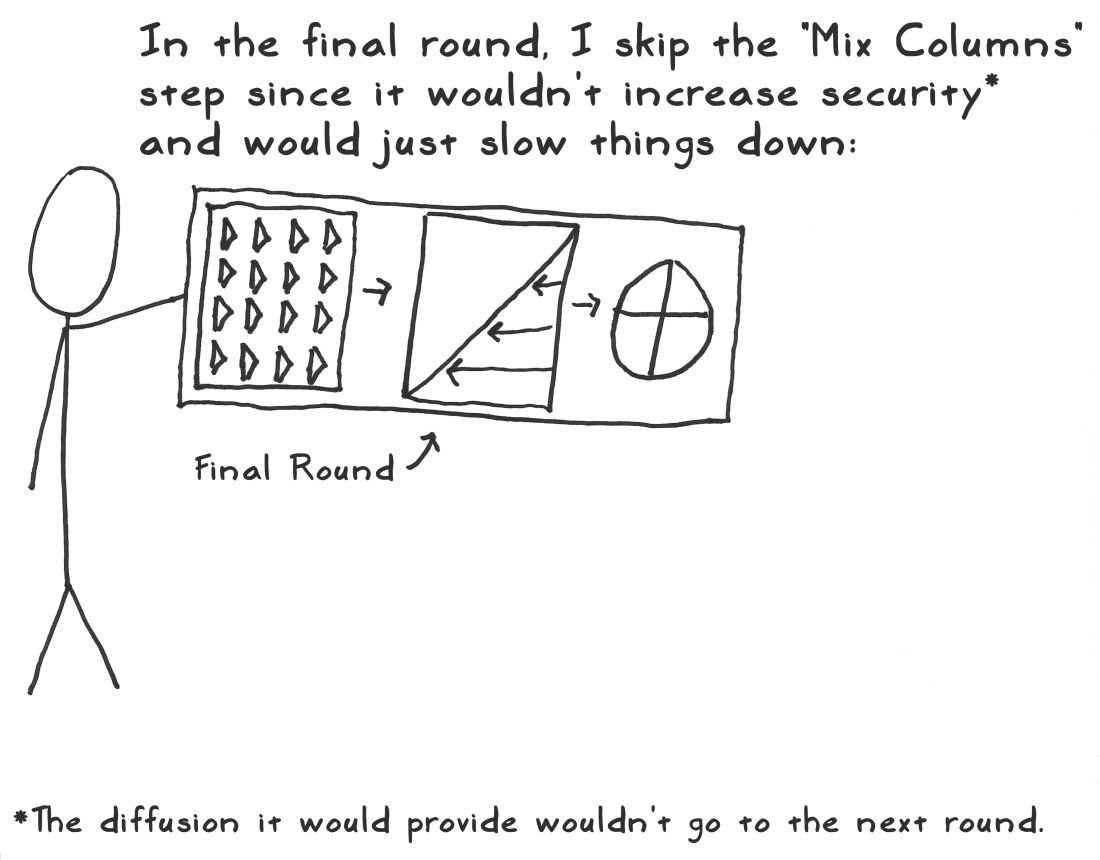 In the final round, I skip the "Mix Columns"
step since it wouldn't increase security*
and would just slow things down:
Final Round
*The diffusion it would provide wouldn't go to the next round.